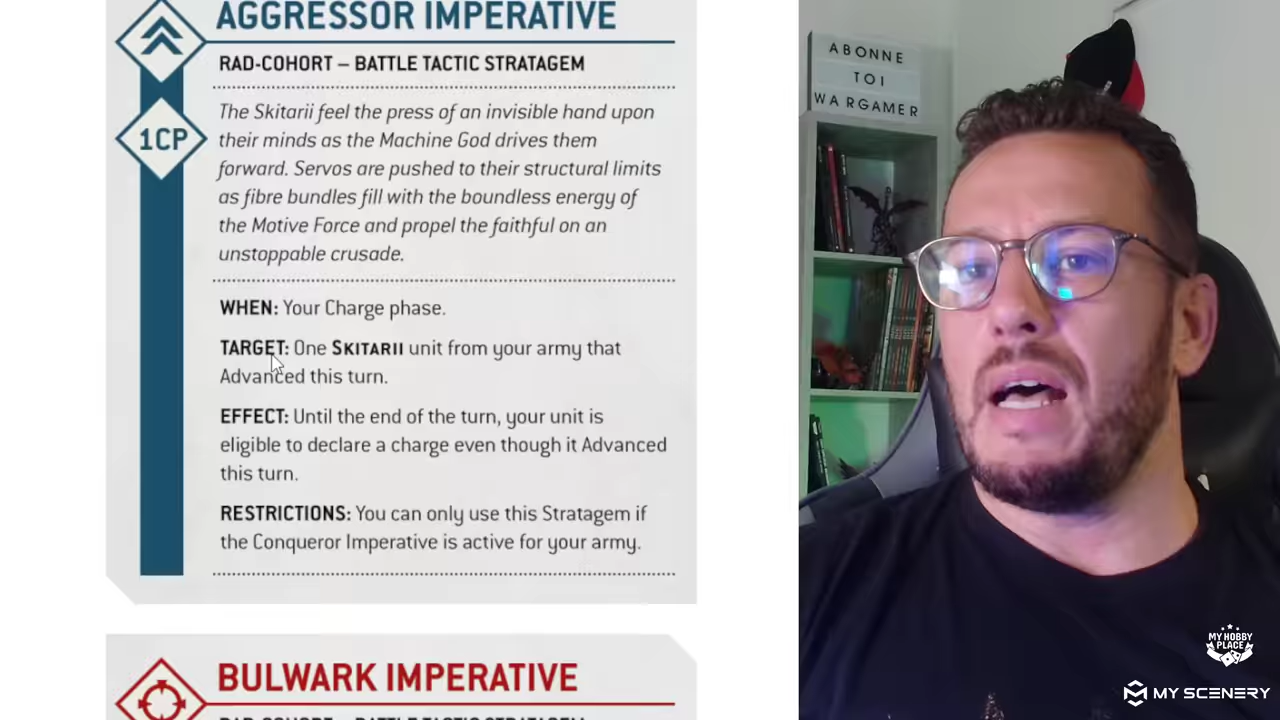 AGGRESSOR IMPERATIVE
RAD-COHORT – BATTLE TACTIC STRATAGEM
1CP
The Skitarii feel the press of an invisible hand upon
their minds as the Machine God drives them
forward. Servos are pushed to their structural limits
as fibre bundles fill with the boundless energy of
the Motive Force and propel the faithful on an
unstoppable crusade.
WHEN: Your Charge phase.
TARGET: One SKITARII unit from your army that
Advanced this turn.
EFFECT: Until the end of the turn, your unit is
eligible to declare a charge even though it Advanced
this turn.
RESTRICTIONS: You can only use this Stratagem if
the Conqueror Imperative is active for your army.
BULWARK IMPERATIVE
RAD-COHORT – BATTLE TACTIC STRATAGEM
ABONNE
TOI
WARGAMER
MY HOBBY
PLACE
MY SCENERY